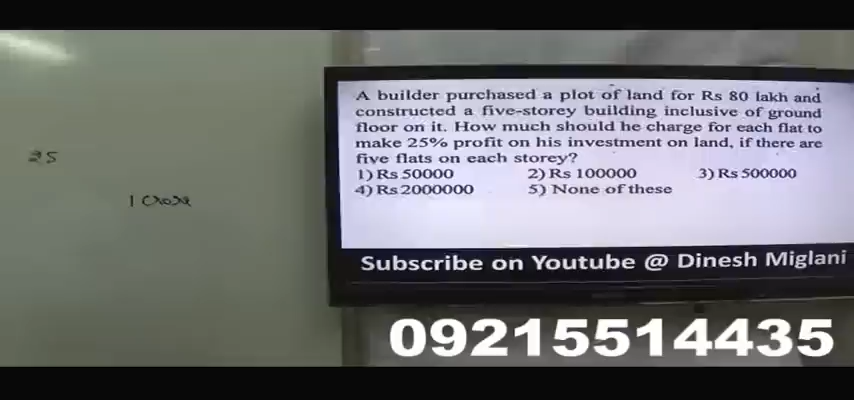 25
1 Crore
A builder purchased a plot of land for Rs 80 lakh and
constructed a five-storey building inclusive of ground
floor on it. How much should he charge for each flat to
make 25% profit on his investment on land, if there are
five flats on each storey?
1) Rs 50000 2) Rs 100000 3) Rs 500000
4) Rs 2000000 5) None of these
Subscribe on Youtube @ Dinesh Miglani
09215514435